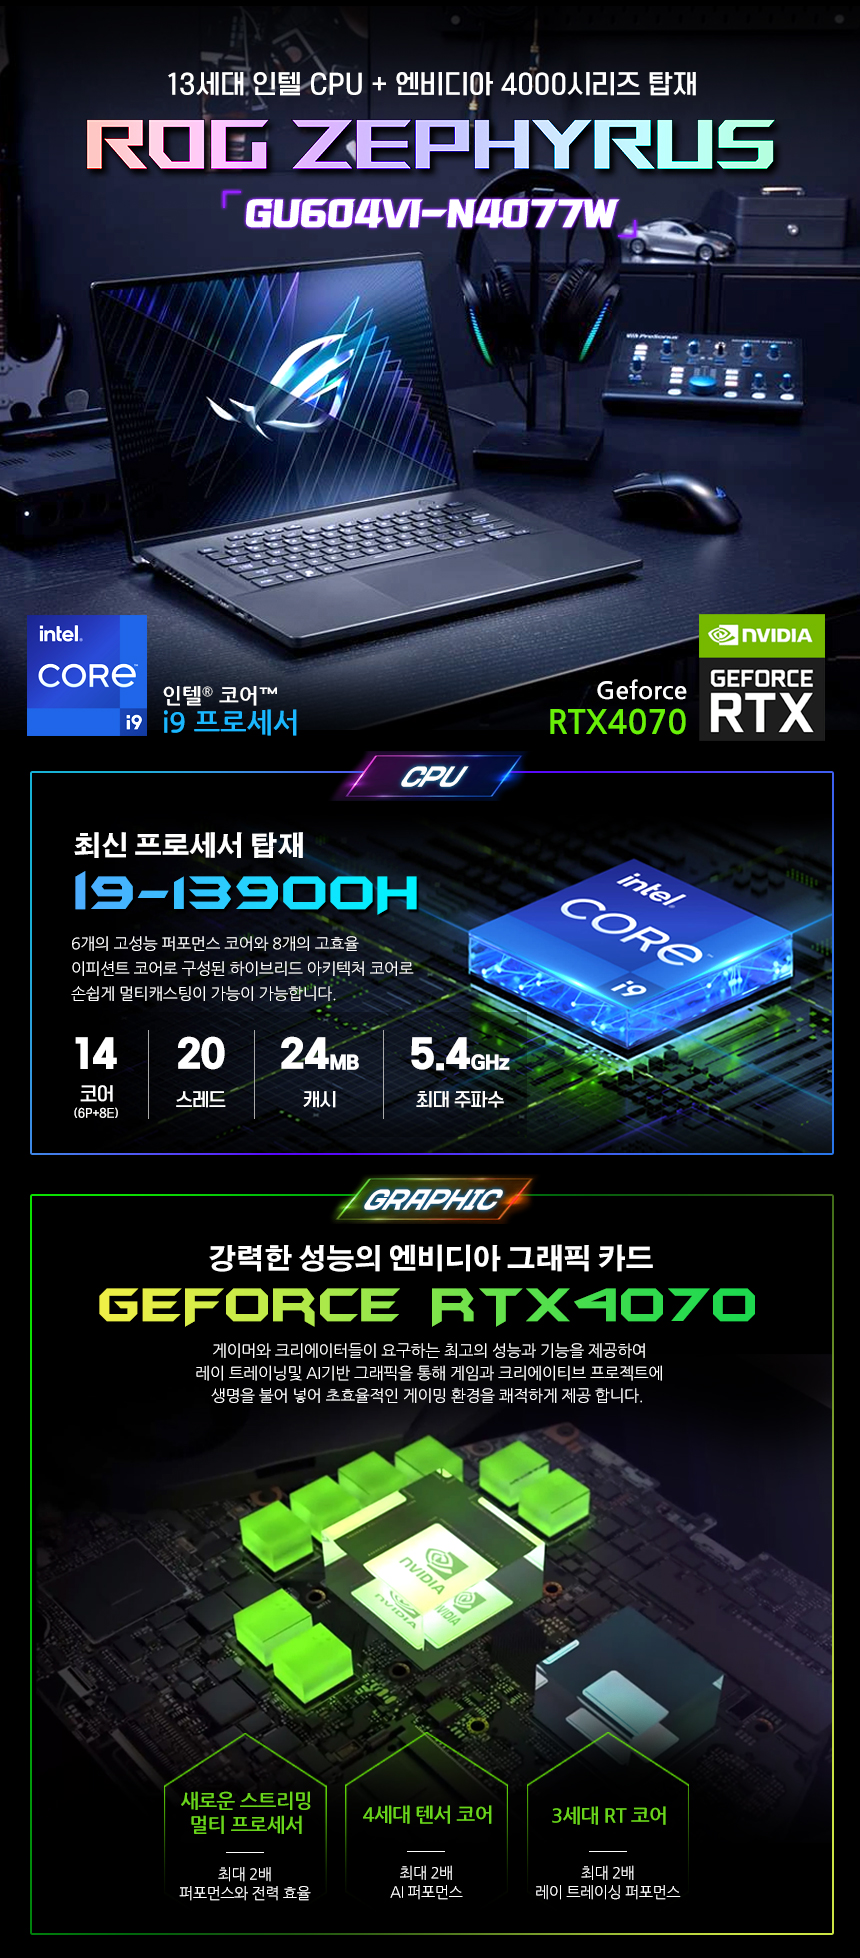 13세대 인텔 CPU + 엔비디아 4000시리즈 탑재
ROG ZEPHYRUS
「GU604VI-N4077W」
PreSonus
intel.
CORE™
i9
인텔® 코어™
i9 프로세서
Geforce
RTX4070
NVIDIA
GEFORCE
RTX
CPU
최신 프로세서 탑재
i9-13900H
6개의 고성능 퍼포먼스 코어와 8개의 고효율
이피션트 코어로 구성된 하이브리드 아키텍처 코어로
손쉽게 멀티캐스팅이 가능이 가능합니다.
intel.
CORE™
i9
14
코어
(6P+8E)
20
스레드
24MB
캐시
5.4GHz
최대 주파수
GRAPHIC
강력한 성능의 엔비디아 그래픽 카드
GEFORCE RTX4070
게이머와 크리에이터들이 요구하는 최고의 성능과 기능을 제공하여
레이 트레이닝및 AI기반 그래픽을 통해 게임과 크리에이티브 프로젝트에
생명을 불어 넣어 초효율적인 게이밍 환경을 쾌적하게 제공 합니다.
NVIDIA
NVIDIA
NVIDIA
새로운 스트리밍
멀티 프로세서
최대 2배
퍼포먼스와 전력 효율
4세대 텐서 코어
최대 2배
AI 퍼포먼스
3세대 RT 코어
최대 2배
레이 트레이싱 퍼포먼스